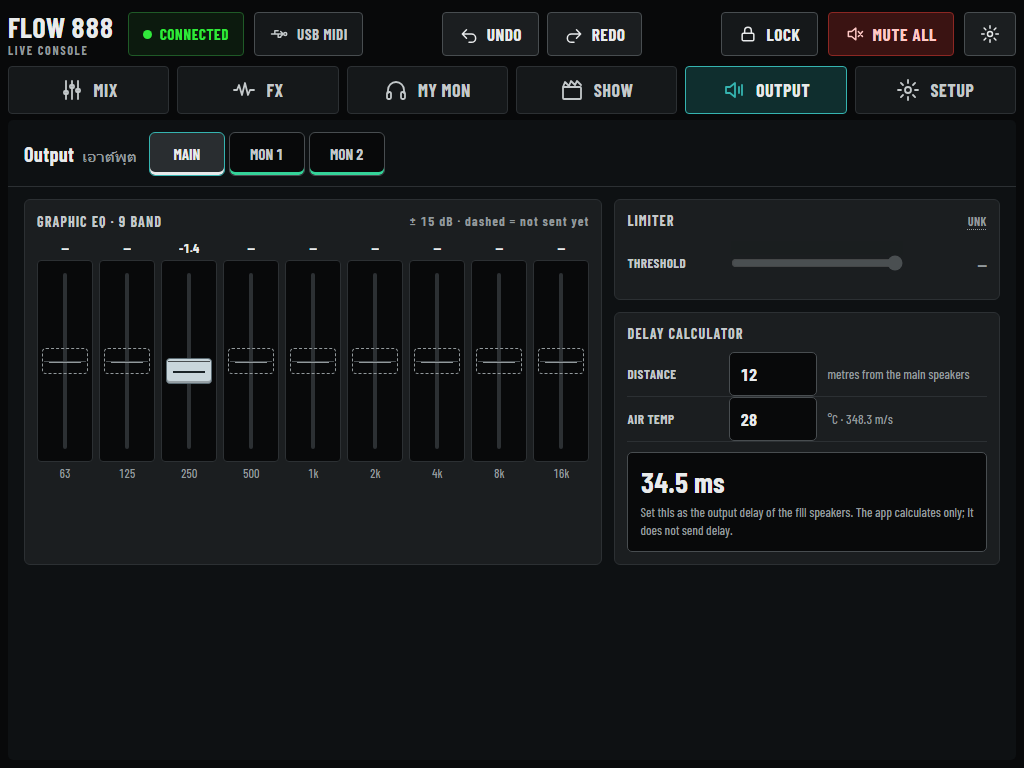 FLOW 888
LIVE CONSOLE
CONNECTED
USB MIDI
UNDO
REDO
LOCK
MUTE ALL
MIX
FX
MY MON
SHOW
OUTPUT
SETUP
Output เอาต์พุต
MAIN
MON 1
MON 2
GRAPHIC EQ · 9 BAND
± 15 dB · dashed = not sent yet
– – -1.4 – – – – – –
63 125 250 500 1k 2k 4k 8k 16k
LIMITER
UNK
THRESHOLD
–
DELAY CALCULATOR
DISTANCE 12 metres from the main speakers
AIR TEMP 28 °C · 348.3 m/s
34.5 ms
Set this as the output delay of the fill speakers. The app calculates only; it
does not send delay.